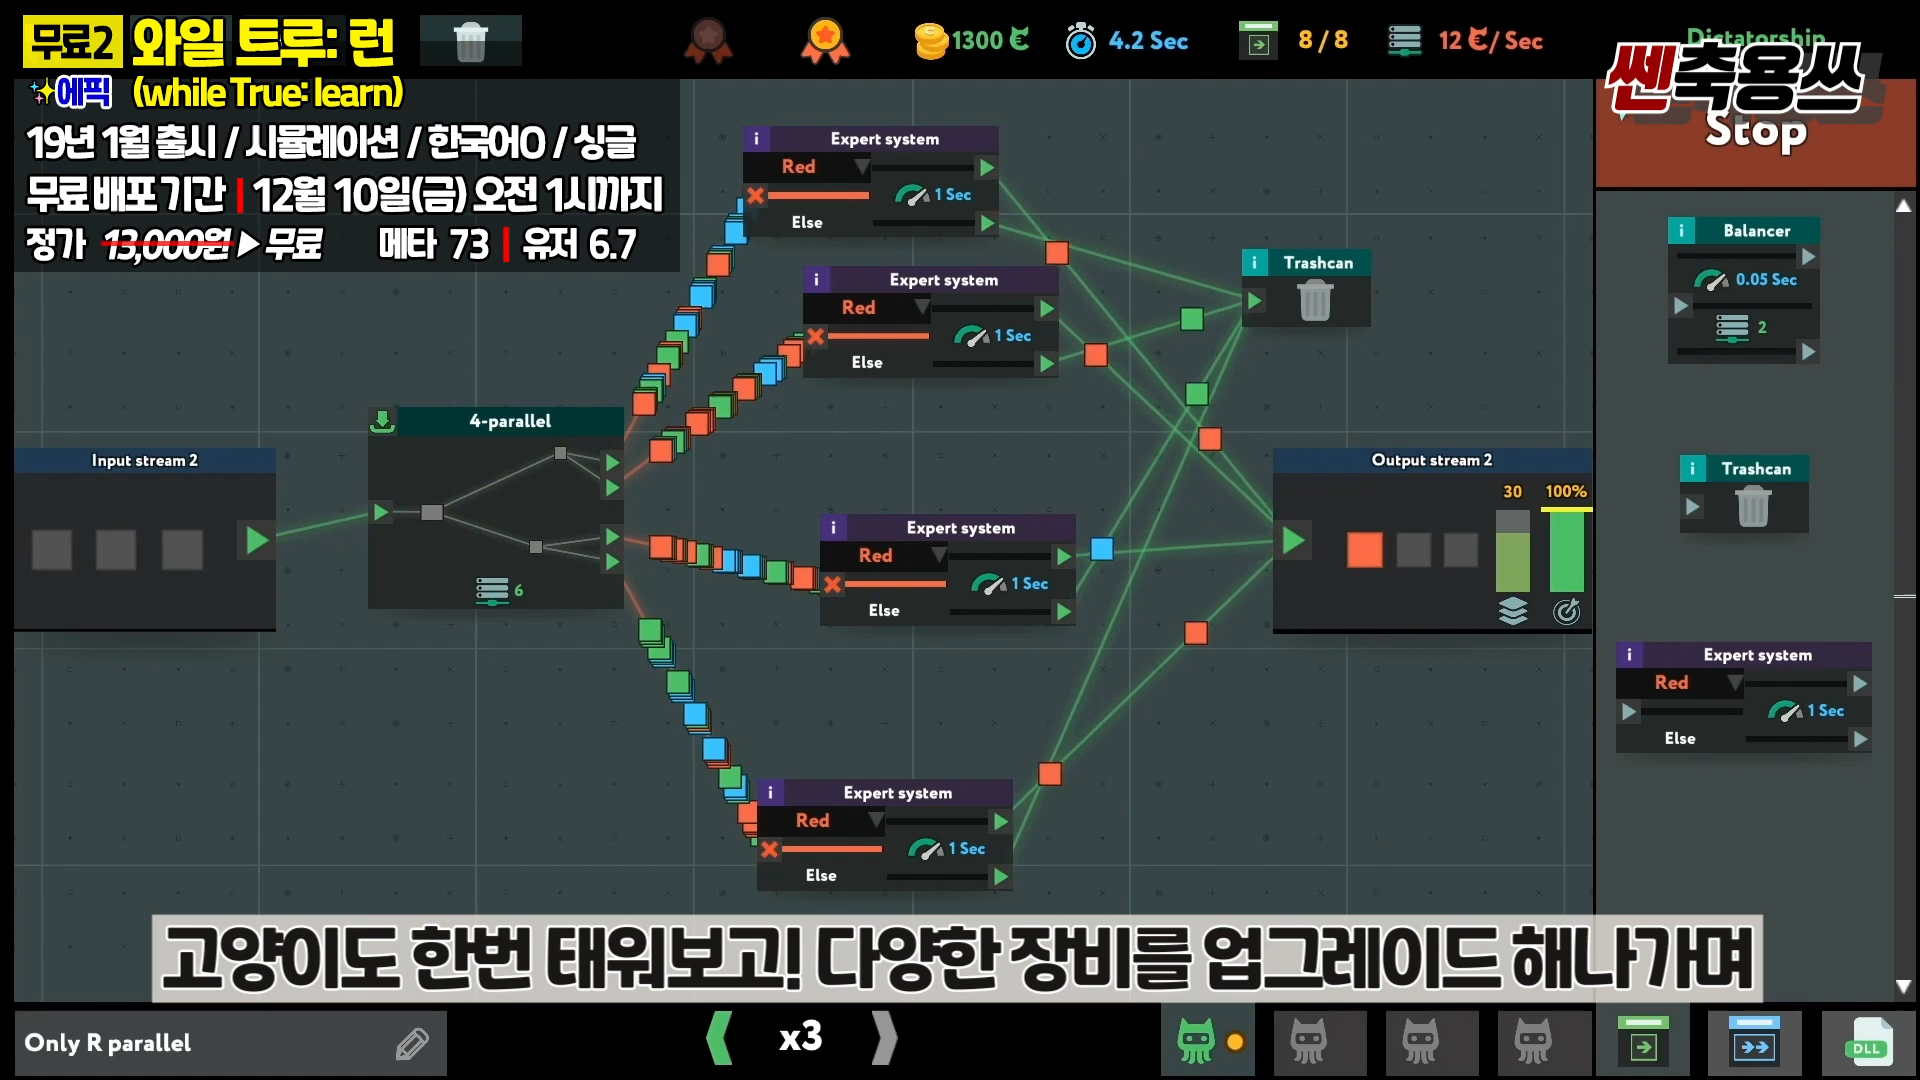 무료2 와일 트루: 런
에픽 (while True: learn)
19년 1월 출시 / 시뮬레이션 / 한국어O / 싱글
무료 배포 기간 | 12월 10일(금) 오전 1시까지
정가 13,000원 ▶ 무료 메타 73 | 유저 6.7
1300
4.2 Sec
8 / 8
12 €/ Sec
Dictatorship
쎈축용쓰
Stop
i Expert system
Red
1 Sec
Else
i Expert system
Red
1 Sec
Else
i Trashcan
4-parallel
6
Input stream 2
i Expert system
Red
1 Sec
Else
Output stream 2
30 100%
i Expert system
Red
1 Sec
Else
i Balancer
0.05 Sec
2
i Trashcan
i Expert system
Red
1 Sec
Else
고양이도 한번 태워보고! 다양한 장비를 업그레이드 해나가며
Only R parallel
x3
DLL